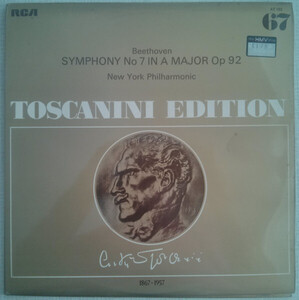 RCA
67
Beethoven
SYMPHONY No 7 IN A MAJOR Op 92
New York Philharmonic
TOSCANINI EDITION
1867-1957